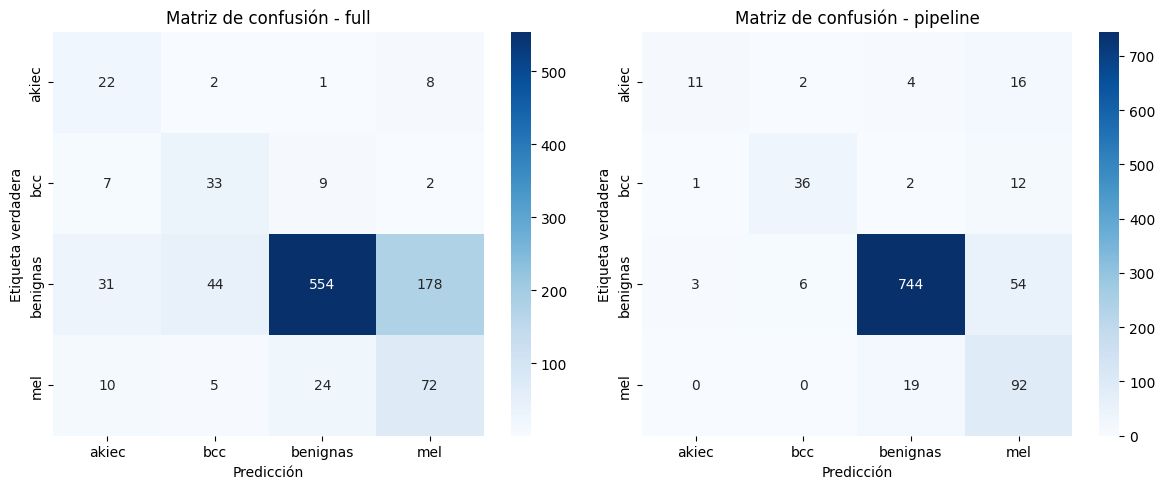 Matriz de confusión - full
Etiqueta verdadera
akiec
22 2 1 8
bcc
7 33 9 2
benignas
31 44 554 178
mel
10 5 24 72
akiec bcc benignas mel
Predicción
500
400
300
200
100
Matriz de confusión - pipeline
Etiqueta verdadera
akiec
11 2 4 16
bcc
1 36 2 12
benignas
3 6 744 54
mel
0 0 19 92
akiec bcc benignas mel
Predicción
700
600
500
400
300
200
100
0